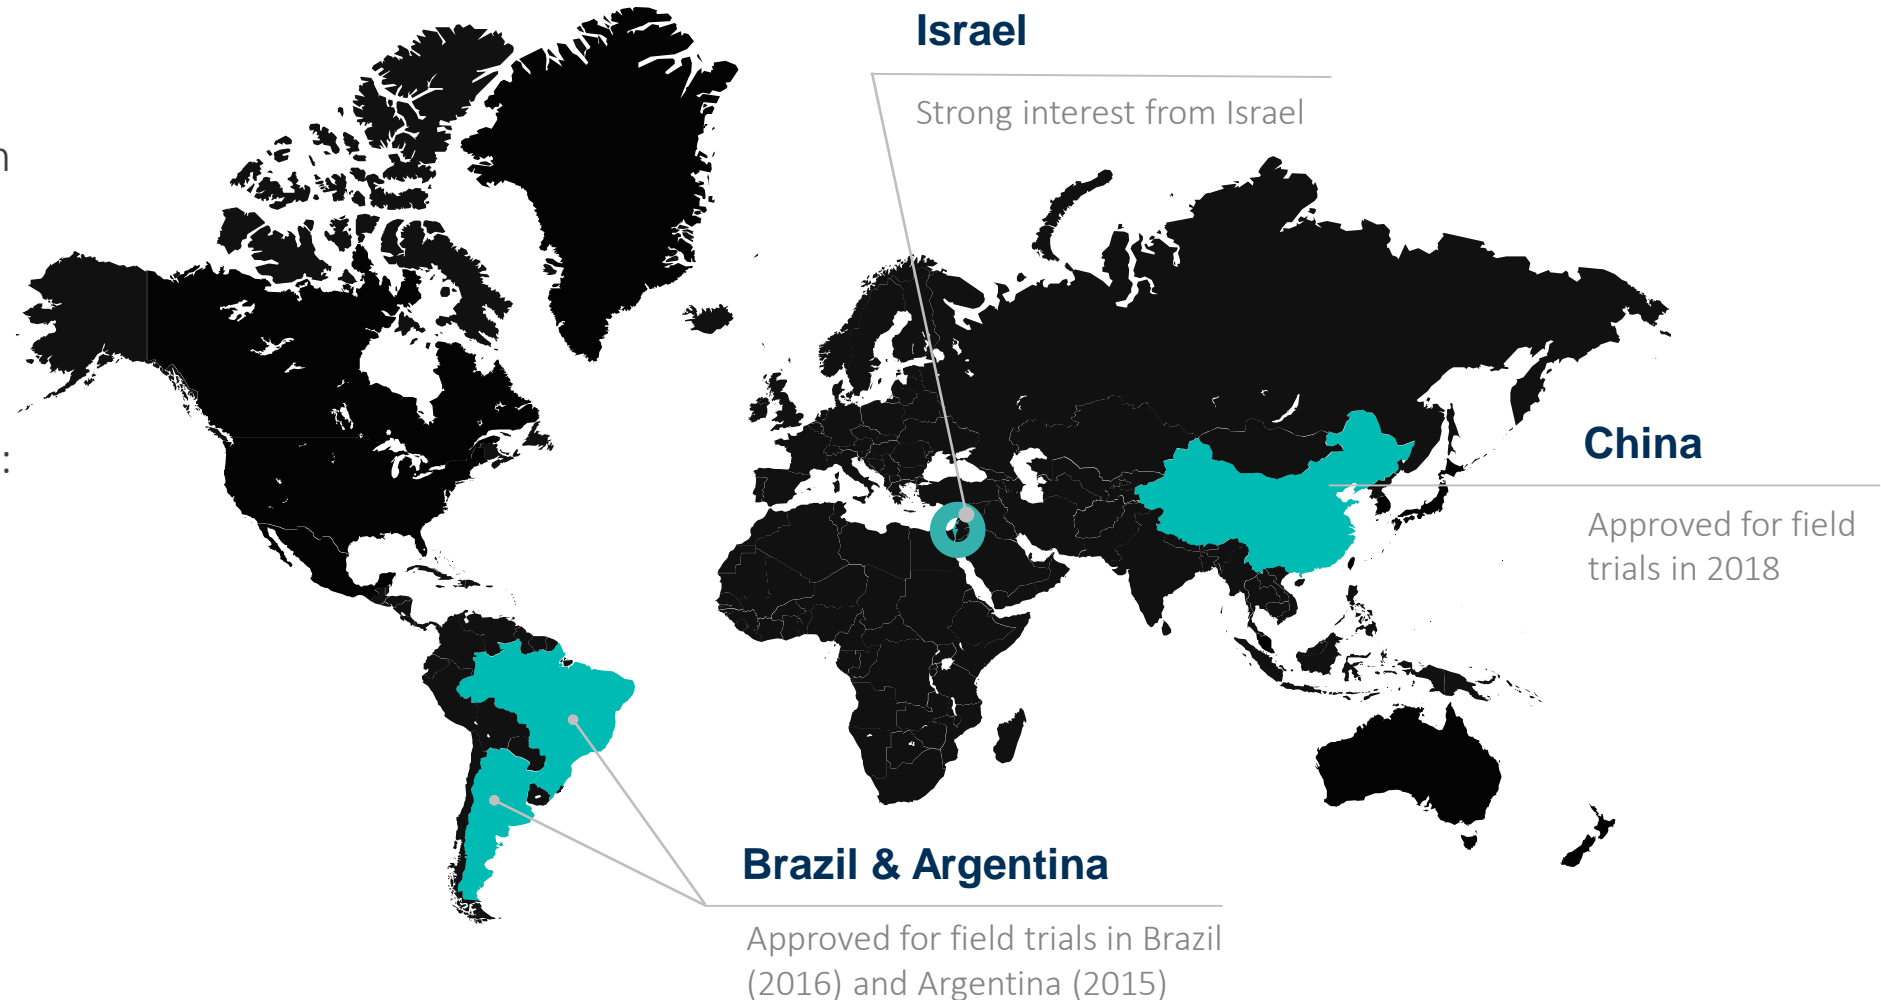 Israel
Strong interest from Israel
n
:
China
Approved for field
trials in 2018
Brazil & Argentina
Approved for field trials in Brazil
(2016) and Argentina (2015)